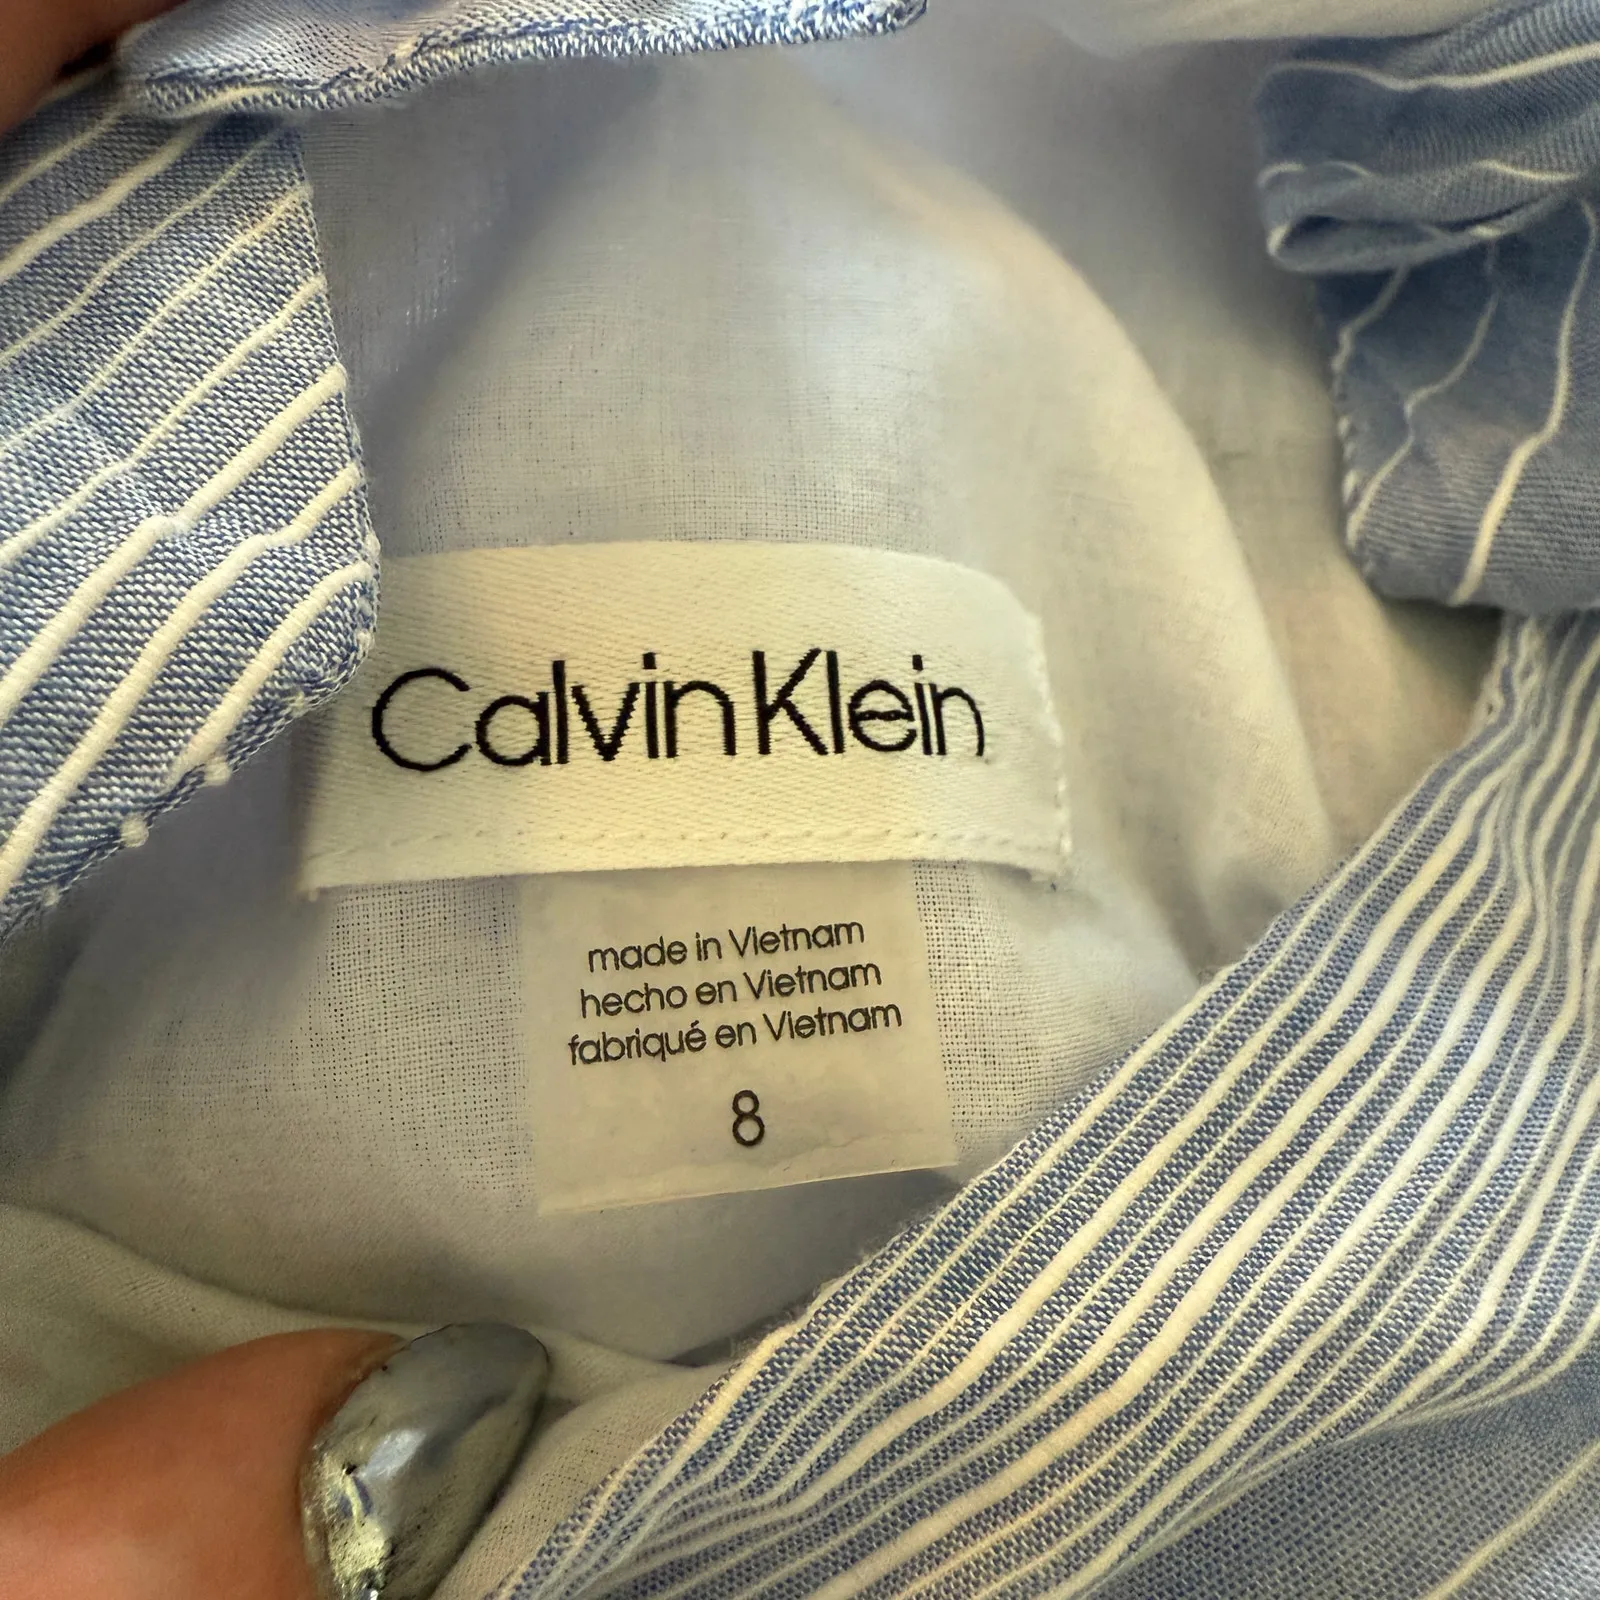 Calvin Klein
made in Vietnam
hecho en Vietnam
fabriqué en Vietnam
8